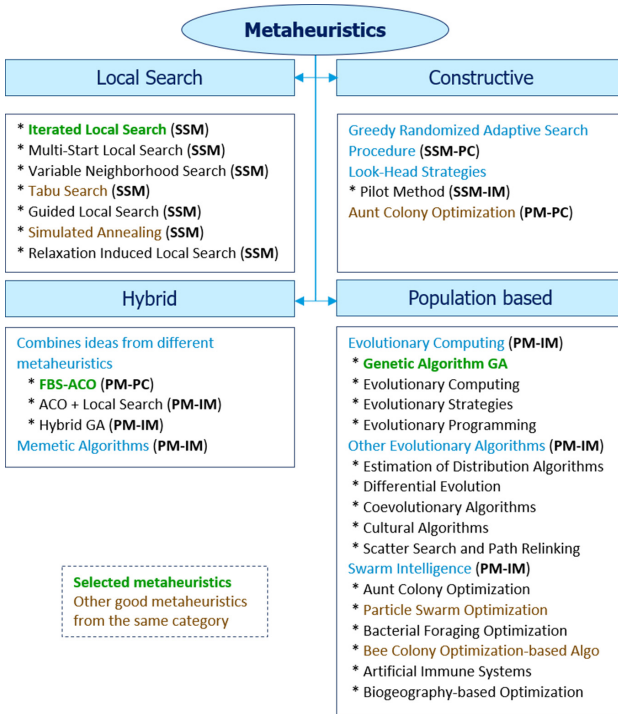 Metaheuristics
Local Search
* Iterated Local Search (SSM)
* Multi-Start Local Search (SSM)
* Variable Neighborhood Search (SSM)
* Tabu Search (SSM)
* Guided Local Search (SSM)
* Simulated Annealing (SSM)
* Relaxation Induced Local Search (SSM)
Constructive
Greedy Randomized Adaptive Search
Procedure (SSM-PC)
Look-Head Strategies
* Pilot Method (SSM-IM)
Aunt Colony Optimization (PM-PC)
Hybrid
Combines ideas from different
metaheuristics
* FBS-ACO (PM-PC)
* ACO + Local Search (PM-IM)
* Hybrid GA (PM-IM)
Memetic Algorithms (PM-IM)
Population based
Evolutionary Computing (PM-IM)
* Genetic Algorithm GA
* Evolutionary Computing
* Evolutionary Strategies
* Evolutionary Programming
Other Evolutionary Algorithms (PM-IM)
* Estimation of Distribution Algorithms
* Differential Evolution
* Coevolutionary Algorithms
* Cultural Algorithms
* Scatter Search and Path Relinking
Swarm Intelligence (PM-IM)
* Aunt Colony Optimization
* Particle Swarm Optimization
* Bacterial Foraging Optimization
* Bee Colony Optimization-based Algo
* Artificial Immune Systems
* Biogeography-based Optimization
Selected metaheuristics
Other good metaheuristics
from the same category